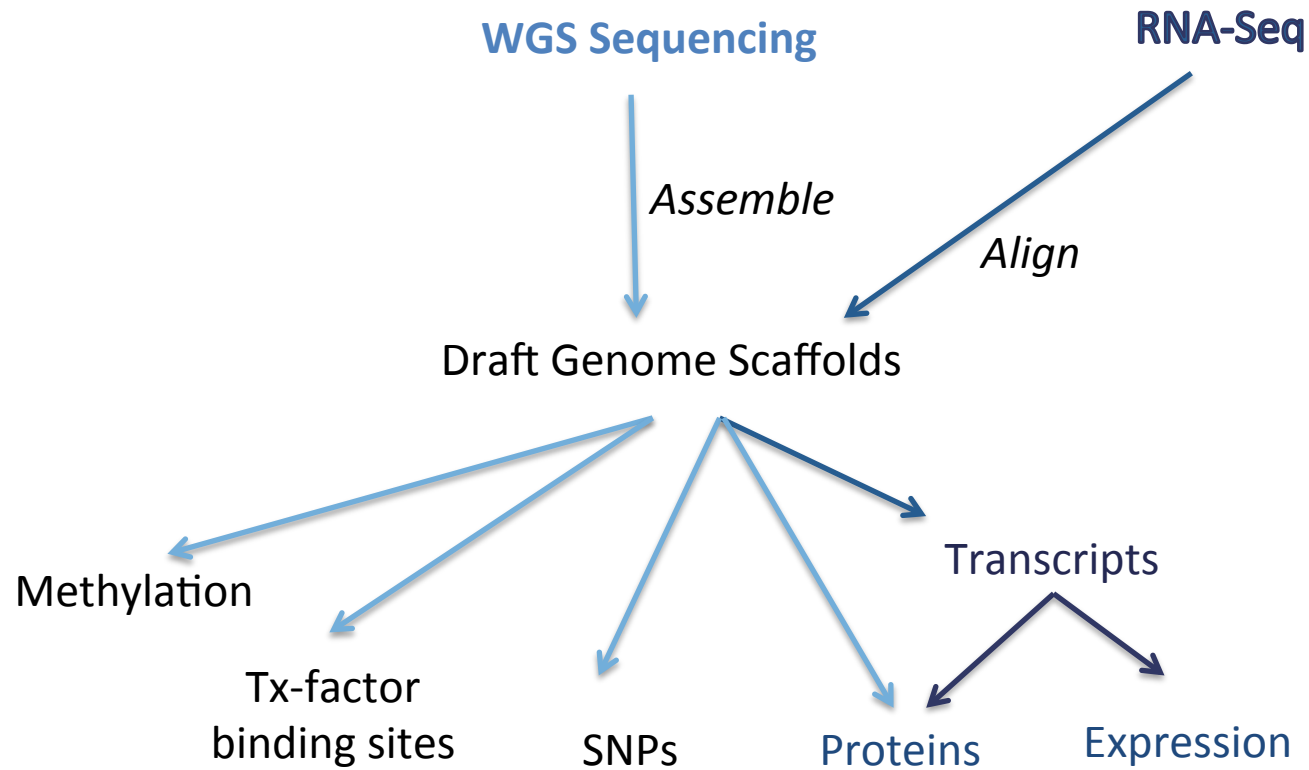 WGS Sequencing
RNA-Seq
Assemble
Align
Draft Genome Scaffolds
Transcripts
Methylation
Tx-factor
binding sites
SNPs
Proteins
Expression